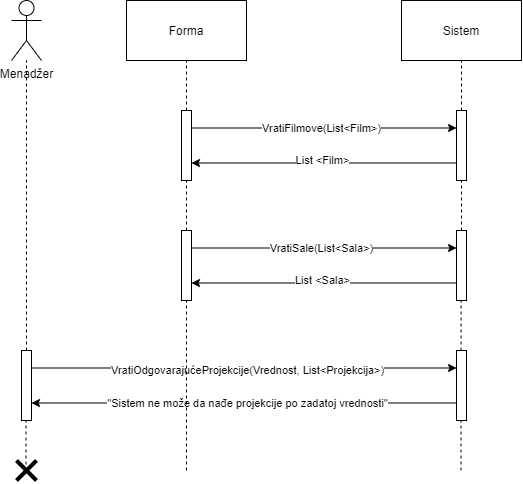 Forma
Sistem
Menadžer
VratiFilmove(List<Film>)
List <Film>
VratiSale(List<Sala>)
List <Sala>
VratiOdgovarajućeProjekcije(Vrednost, List<Projekcija>)
"Sistem ne može da nađe projekcije po zadatoj vrednosti"